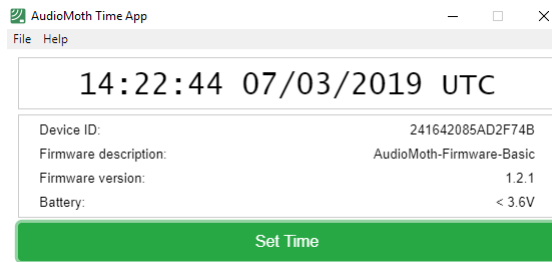 AudioMoth Time App
File Help
14:22:44 07/03/2019 UTC
Device ID: 241642085AD2F74B
Firmware description: AudioMoth-Firmware-Basic
Firmware version: 1.2.1
Battery: < 3.6V
Set Time